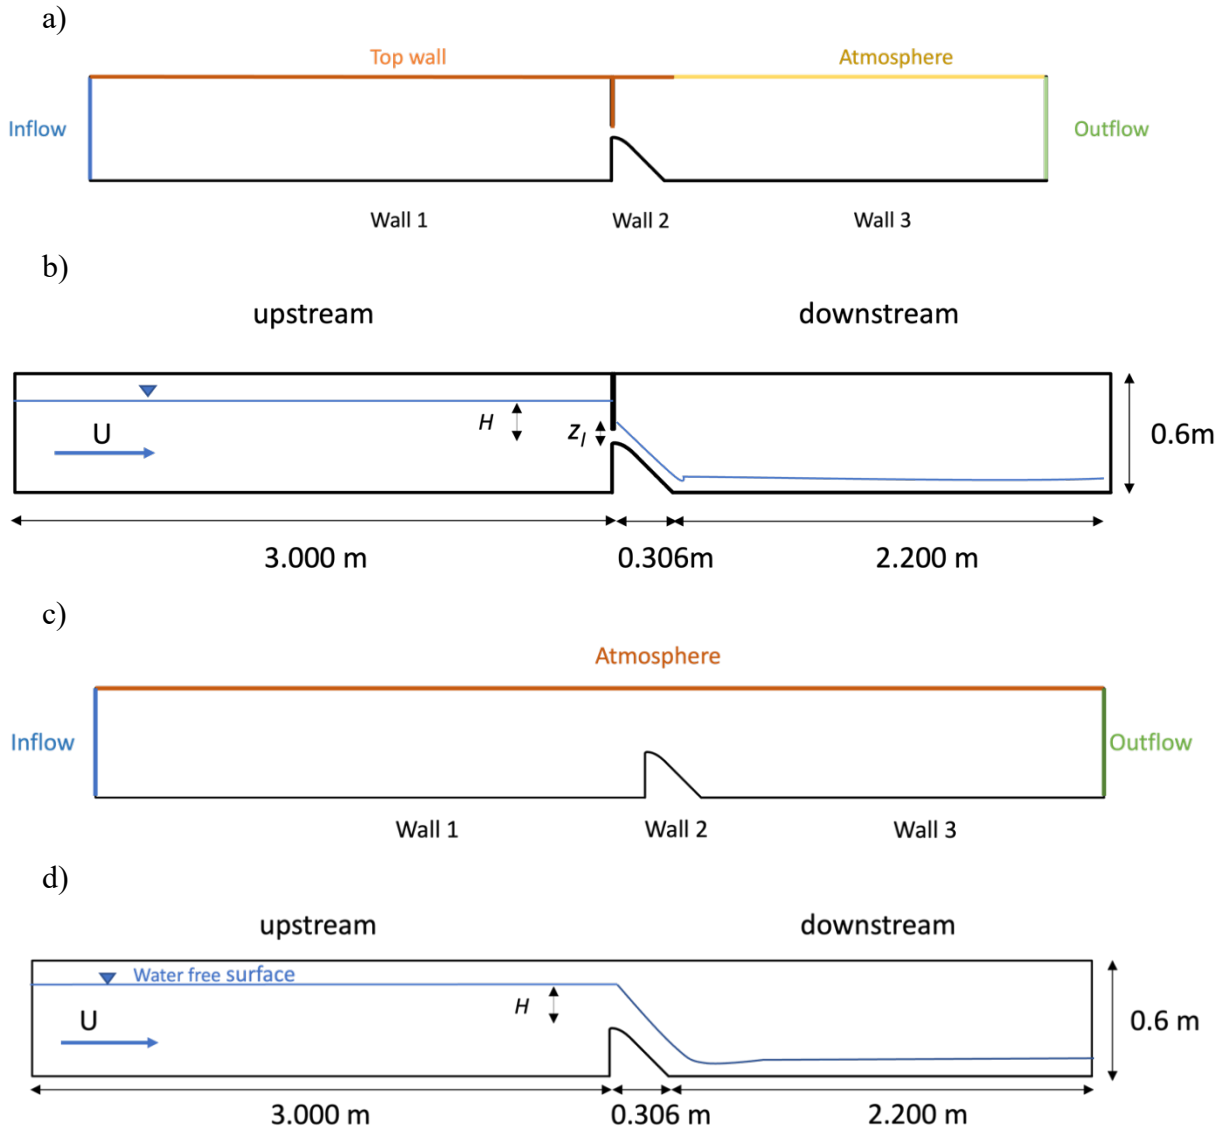 a)
Top wall Atmosphere
Inflow Outflow
Wall 1 Wall 2 Wall 3
b)
upstream downstream
H
U z_l 0.6m
3.000 m 0.306m 2.200 m
c)
Atmosphere
Inflow Outflow
Wall 1 Wall 2 Wall 3
d)
upstream downstream
Water free surface
H
U 0.6 m
3.000 m 0.306 m 2.200 m